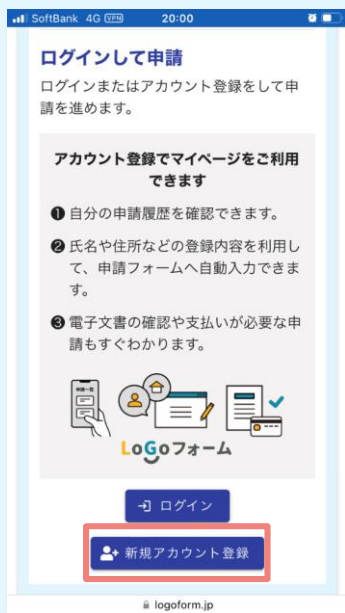 SoftBank 4G VPN 20:00
ログインして申請
ログインまたはアカウント登録をして申
請を進めます。
アカウント登録でマイページをご利用
できます
❶ 自分の申請履歴を確認できます。
❷ 氏名や住所などの登録内容を利用し
て、申請フォームへ自動入力できま
す。
❸ 電子文書の確認や支払いが必要な申
請もすぐわかります。
申請一覧
LoGoフォーム
ログイン
新規アカウント登録
logoform.jp